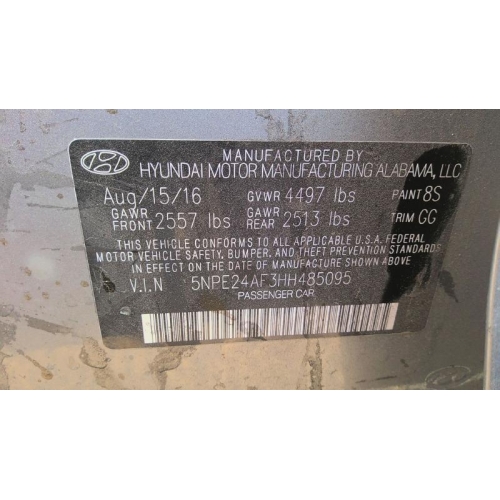 MANUFACTURED BY
HYUNDAI MOTOR MANUFACTURING ALABAMA, LLC
Aug/15/16 GVWR 4497 lbs PAINT 8S
GAWR FRONT 2557 lbs GAWR REAR 2513 lbs TRIM GG
THIS VEHICLE CONFORMS TO ALL APPLICABLE U.S.A. FEDERAL
MOTOR VEHICLE SAFETY, BUMPER, AND THEFT PREVENTION STANDARDS
IN EFFECT ON THE DATE OF MANUFACTURE SHOWN ABOVE.
V.I.N 5NPE24AF3HH485095
PASSENGER CAR